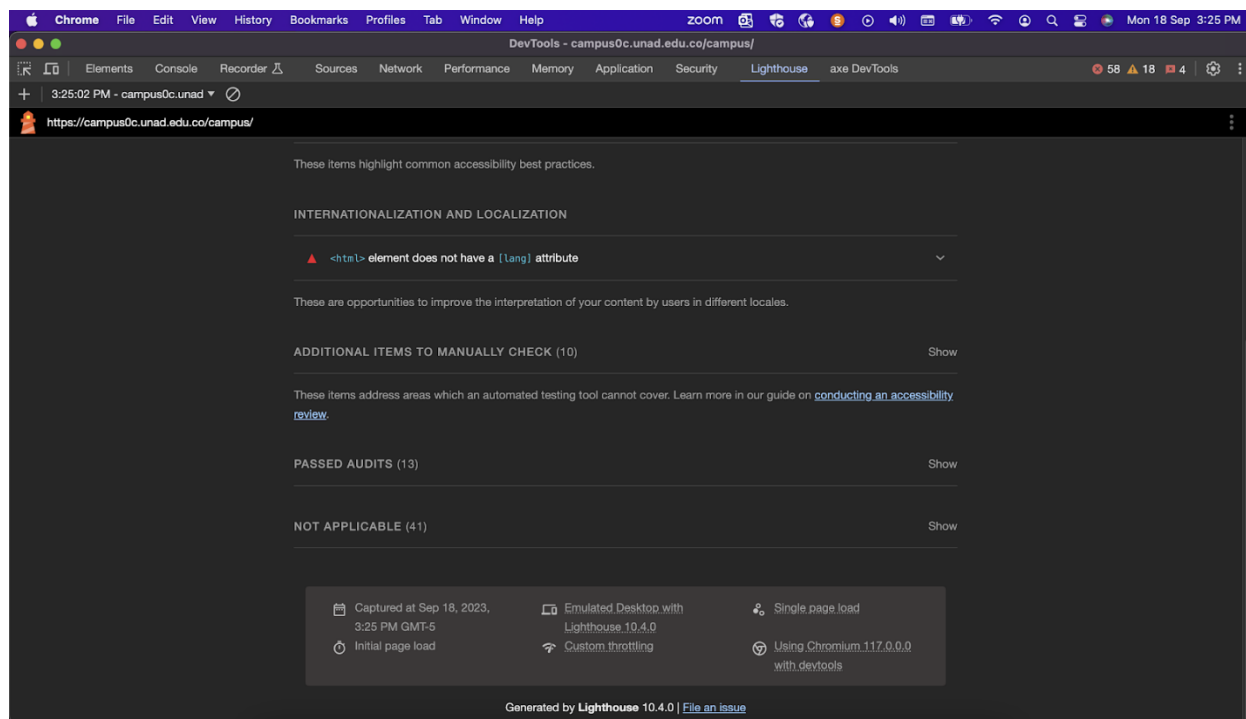 Chrome File Edit View History Bookmarks Profiles Tab Window Help zoom Mon 18 Sep 3:25 PM
DevTools - campus0c.unad.edu.co/campus/
Elements Console Recorder Sources Network Performance Memory Application Security Lighthouse axe DevTools 58 18 4
3:25:02 PM - campus0c.unad
https://campus0c.unad.edu.co/campus/
These items highlight common accessibility best practices.
INTERNATIONALIZATION AND LOCALIZATION
<html> element does not have a [lang] attribute
These are opportunities to improve the interpretation of your content by users in different locales.
ADDITIONAL ITEMS TO MANUALLY CHECK (10) Show
These items address areas which an automated testing tool cannot cover. Learn more in our guide on conducting an accessibility
review.
PASSED AUDITS (13) Show
NOT APPLICABLE (41) Show
Captured at Sep 18, 2023,
3:25 PM GMT-5
Emulated Desktop with
Lighthouse 10.4.0
Single page load
Initial page load
Custom throttling
Using Chromium 117.0.0.0
with devtools
Generated by Lighthouse 10.4.0 | File an issue